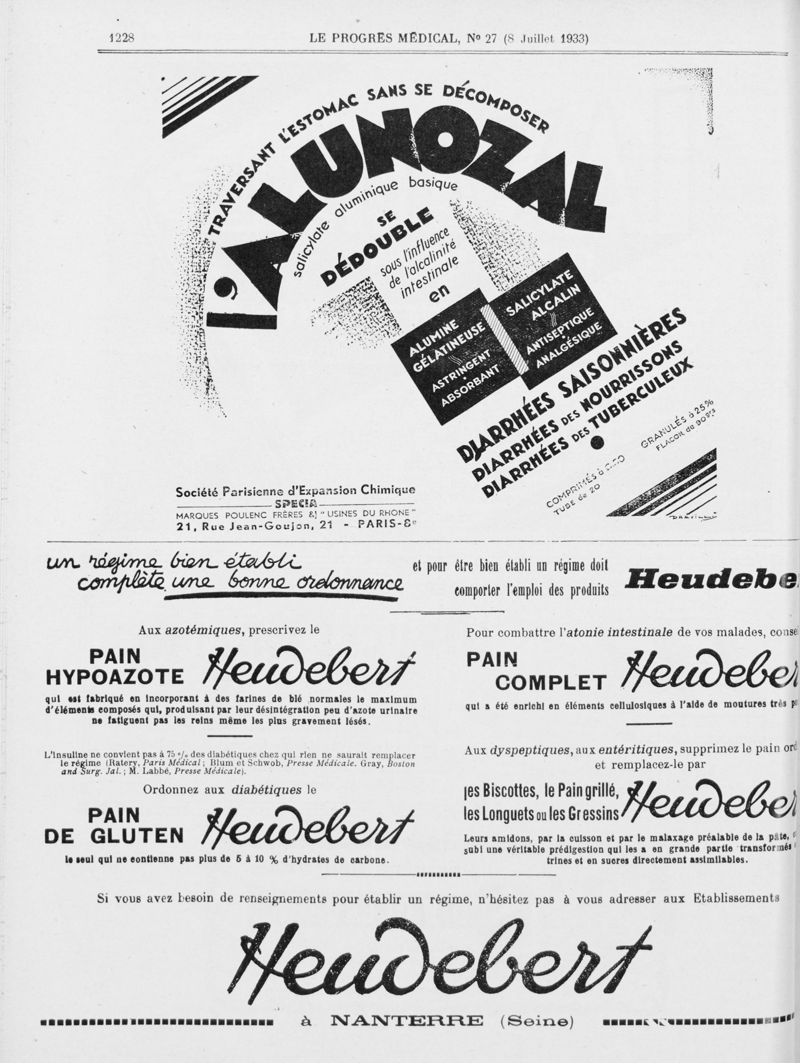 1228
LE PROGRÈS MÉDICAL, No 27 (8 Juillet 1933)
TRAVERSANT L'ESTOMAC SANS SE DÉCOMPOSER
l'ALUNOZAL
salicylate aluminique basique
SE
DÉDOUBLE
sous l'influence
de l'alcalinité
intestinale
en
ALUMINE
GÉLATINEUSE
ASTRINGENT
ABSORBANT
SALICYLATE
ALCALIN
ANTISEPTIQUE
ANALGÉSIQUE
DIARRHÉES SAISONNIÈRES
DIARRHÉES DES NOURRISSONS
DIARRHÉES DES TUBERCULEUX
COMPRIMÉS à
TUBE de 20
GRANULÉS à 25%
FLACON de
Société Parisienne d'Expansion Chimique
SPECIA
MARQUES POULENC FRÈRES & "USINES DU RHONE"
21, Rue Jean-Goujon, 21 - PARIS-8e
un régime bien établi
complète une bonne ordonnance
et pour être bien établi un régime doit
comporter l'emploi des produits
Heudebe
Aux azotémiques, prescrivez le
PAIN
HYPOAZOTE Heudebert
qui est fabriqué en incorporant à des farines de blé normales le maximum
d'éléments composés qui, produisant par leur désintégration peu d'azote urinaire
ne fatiguent pas les reins même les plus gravement lésés.
L'insuline ne convient pas à 75 % des diabétiques chez qui rien ne saurait remplacer
le régime (Ratery, Paris Médical; Blum et Schwob, Presse Médicale. Gray, Boston
and Surg. Jal.; M. Labbé, Presse Médicale).
Ordonnez aux diabétiques le
PAIN
DE GLUTEN Heudebert
le seul qui ne contienne pas plus de 5 à 10 % d'hydrates de carbone.
Pour combattre l'atonie intestinale de vos malades, conse
PAIN
COMPLET Heudeber
qui a été enrichi en éléments cellulosiques à l'aide de moutures très p
Aux dyspeptiques, aux entéritiques, supprimez le pain ord
et remplacez-le par
les Biscottes, le Pain grillé,
les Longuets ou les Gressins Heudeber
Leurs amidons, par la cuisson et par le malaxage préalable de la pâte,
subi une véritable prédigestion qui les a en grande partie transformés
trines et en sucres directement assimilables.
Si vous avez besoin de renseignements pour établir un régime, n'hésitez pas à vous adresser aux Etablissements
Heudebert
à NANTERRE (Seine)